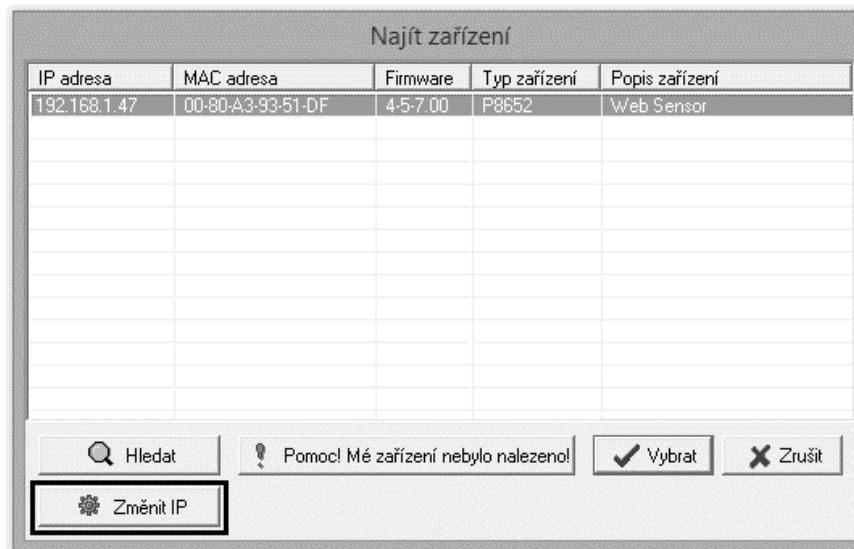 Najít zařízení
IP adresa MAC adresa Firmware Typ zařízení Popis zařízení
192.168.1.47 00-80-A3-93-51-DF 4-5-7.00 P8652 Web Sensor
Hledat Pomoc! Mé zařízení nebylo nalezeno! Vybrat Zrušit
Změnit IP